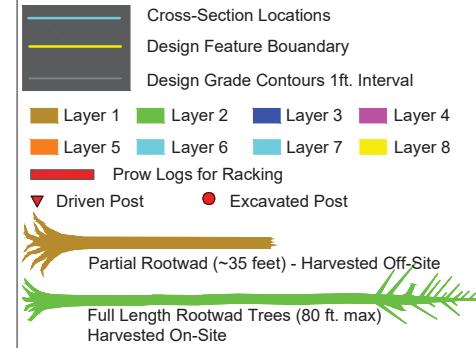 Cross-Section Locations
Design Feature Bouandary
Design Grade Contours 1ft. Interval
Layer 1 Layer 2 Layer 3 Layer 4
Layer 5 Layer 6 Layer 7 Layer 8
Prow Logs for Racking
Driven Post Excavated Post
Partial Rootwad (~35 feet) - Harvested Off-Site
Full Length Rootwad Trees (80 ft. max)
Harvested On-Site